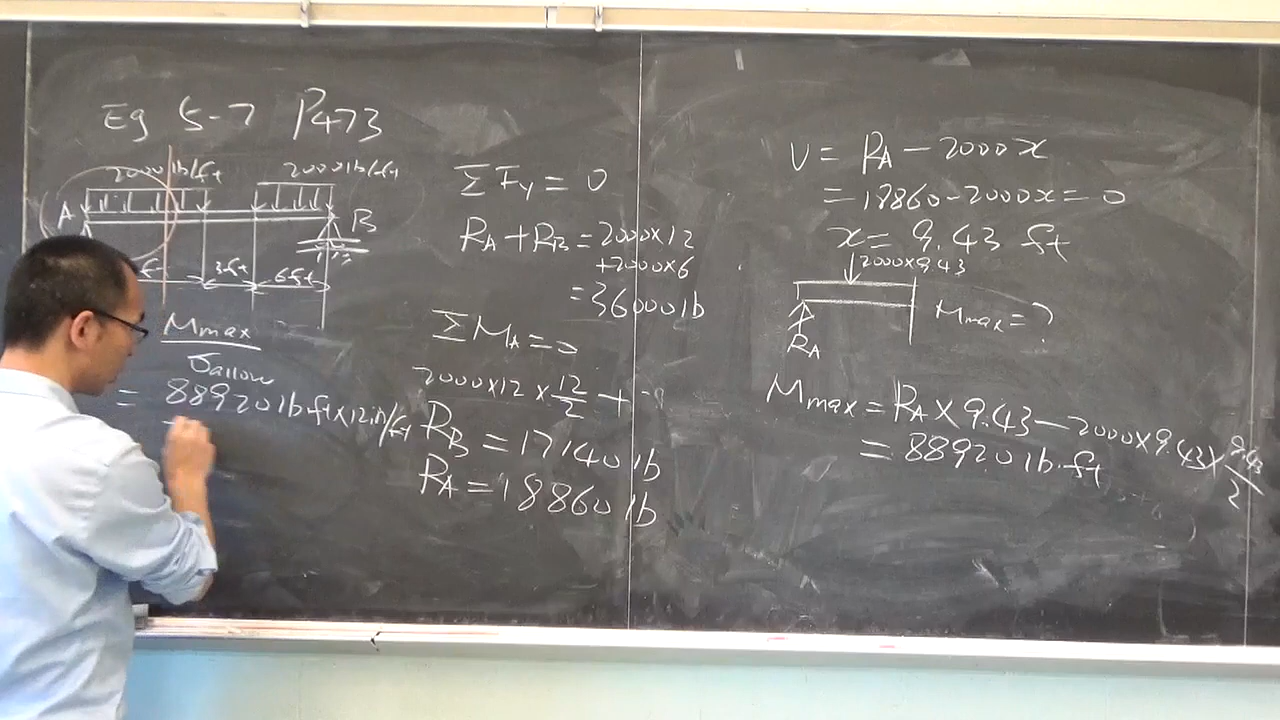 Eg 5-7 P473
2000 lb/ft 2000 lb/ft
A B
3ft 6ft
Mmax
σallow
= 88920 lb·ft×12in/ft
ΣFy = 0
RA + RB = 2000×12
+2000×6
= 36000 lb
ΣMA = 0
2000×12×12/2 +
RB = 17140 lb
RA = 18860 lb
V = RA - 2000x
= 18860-2000x = 0
x = 9.43 ft
2000×9.43
Mmax = ?
RA
Mmax = RA × 9.43 - 2000×9.43×9.43/2
= 88920 lb·ft